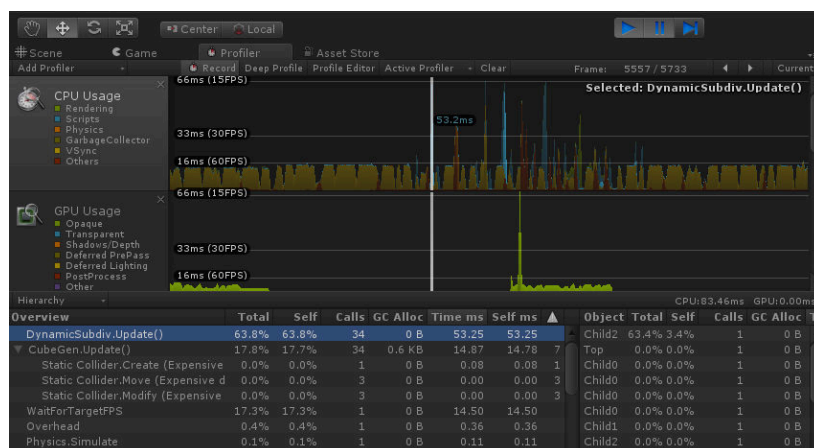 Center Local
Scene Game Profiler Asset Store
Add Profiler Record Deep Profile Profile Editor Active Profiler Clear Frame: 5557 / 5733 Current
CPU Usage
Rendering
Scripts
Physics
GarbageCollector
VSync
Others
66ms (15FPS)
Selected: DynamicSubdiv.Update()
53.2ms
33ms (30FPS)
16ms (60FPS)
GPU Usage
Opaque
Transparent
Shadows/Depth
Deferred PrePass
Deferred Lighting
PostProcess
Other
66ms (15FPS)
33ms (30FPS)
16ms (60FPS)
Hierarchy CPU:83.46ms GPU:0.00ms
Overview Total Self Calls GC Alloc Time ms Self ms Object Total Self Calls GC Alloc T
DynamicSubdiv.Update() 63.8% 63.8% 34 0 B 53.25 53.25 Child2 63.4% 3.4% 1 0 B
CubeGen.Update() 17.8% 17.7% 34 0.6 KB 14.87 14.78 7 Top 0.0% 0.0% 1 0 B
Static Collider.Create (Expensive 0.0% 0.0% 1 0 B 0.08 0.08 1 Child0 0.0% 0.0% 1 0 B
Static Collider.Move (Expensive d 0.0% 0.0% 3 0 B 0.00 0.00 3 Child0 0.0% 0.0% 1 0 B
Static Collider.Modify (Expensive 0.0% 0.0% 3 0 B 0.00 0.00 3 Child0 0.0% 0.0% 1 0 B
WaitForTargetFPS 17.3% 17.3% 1 0 B 14.50 14.50 Child0 0.0% 0.0% 1 0 B
Overhead 0.4% 0.4% 1 0 B 0.36 0.36 Child1 0.0% 0.0% 1 0 B
Physics.Simulate 0.1% 0.1% 1 0 B 0.11 0.11 Child2 0.0% 0.0% 1 0 B